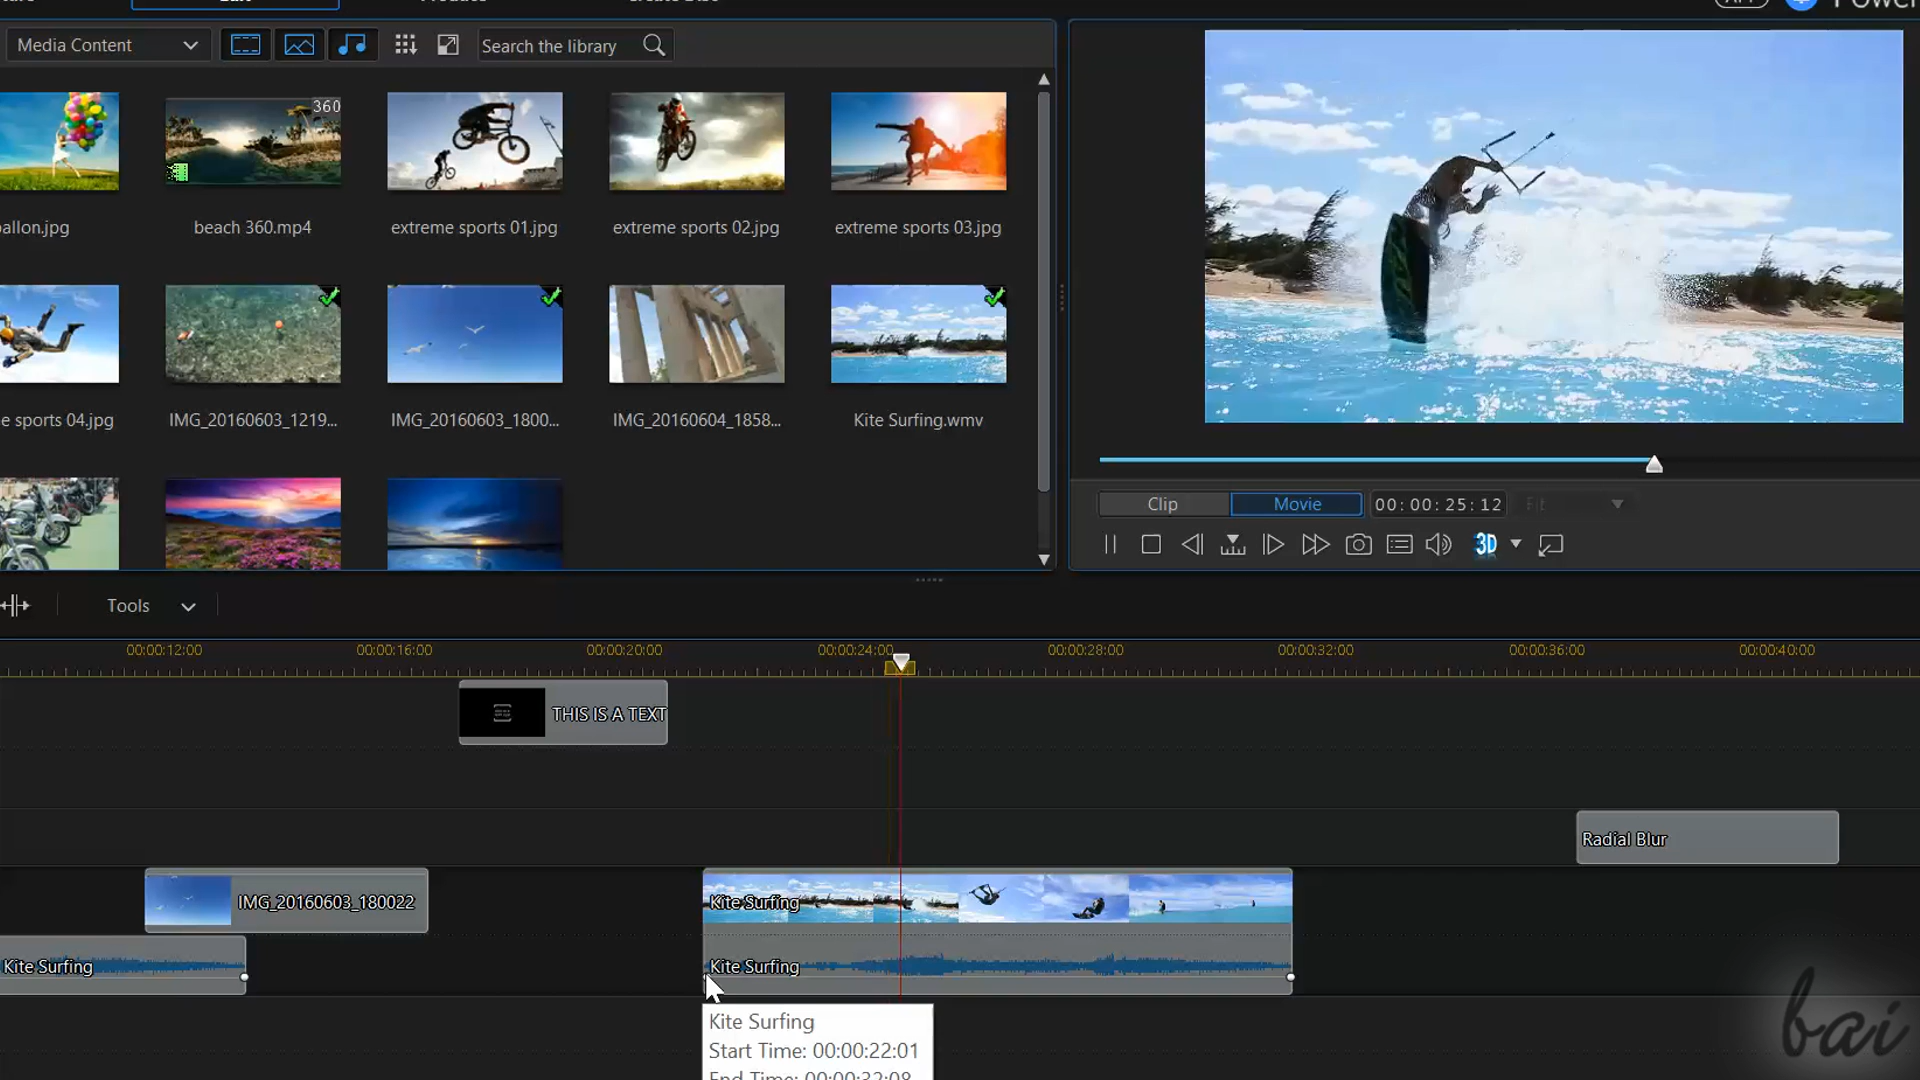 Media Content
Search the library
360
allon.jpg
beach 360.mp4
extreme sports 01.jpg
extreme sports 02.jpg
extreme sports 03.jpg
e sports 04.jpg
IMG_20160603_1219...
IMG_20160603_1800...
IMG_20160604_1858...
Kite Surfing.wmv
Clip
Movie
00:00:25:12
Fit
3D
Tools
00:00:12:00
00:00:16:00
00:00:20:00
00:00:24:00
00:00:28:00
00:00:32:00
00:00:36:00
00:00:40:00
THIS IS A TEXT
Radial Blur
IMG_20160603_180022
Kite Surfing
Kite Surfing
Kite Surfing
Kite Surfing
Start Time: 00:00:22:01
End Time: 00:00:32:08
bai